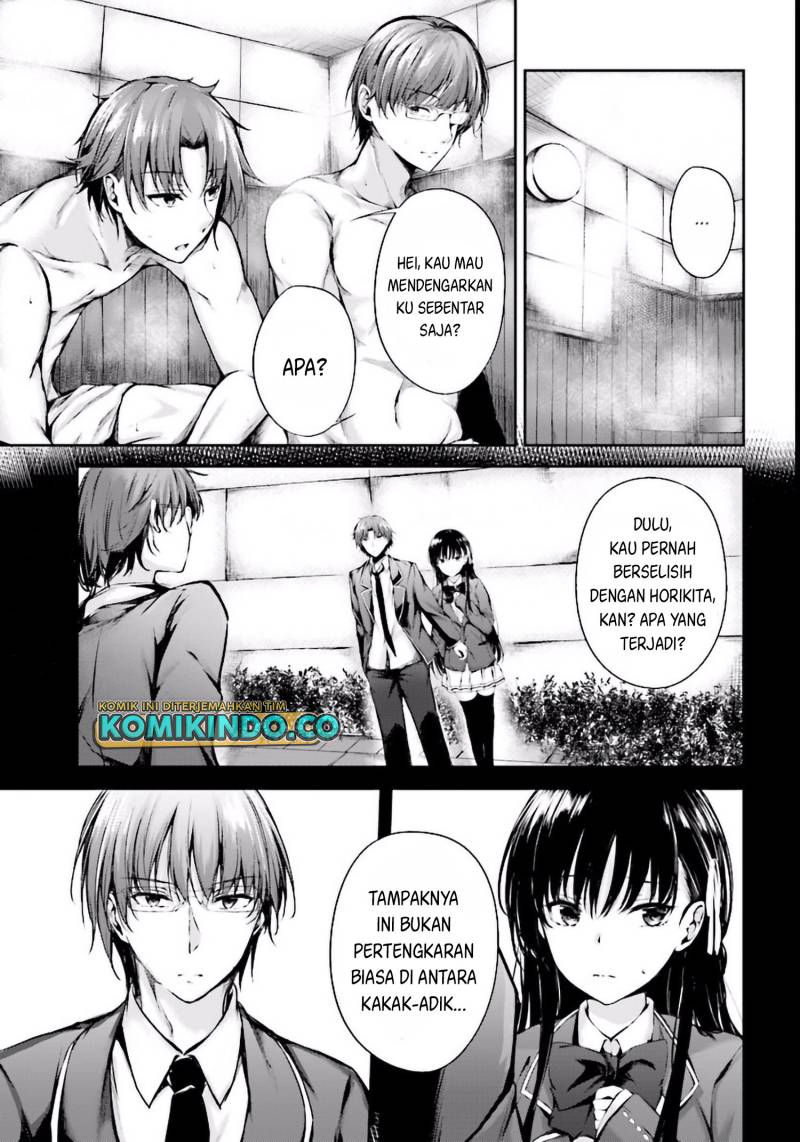 ...
HEI, KAU MAU
MENDENGARKAN
KU SEBENTAR
SAJA?
APA?
DULU,
KAU PERNAH
BERSELISIH
DENGAN HORIKITA,
KAN? APA YANG
TERJADI?
KOMIK INI DITERJEMAHKAN TIM
KOMIKINDO.CO
TAMPAKNYA
INI BUKAN
PERTENGKARAN
BIASA DI ANTARA
KAKAK-ADIK...